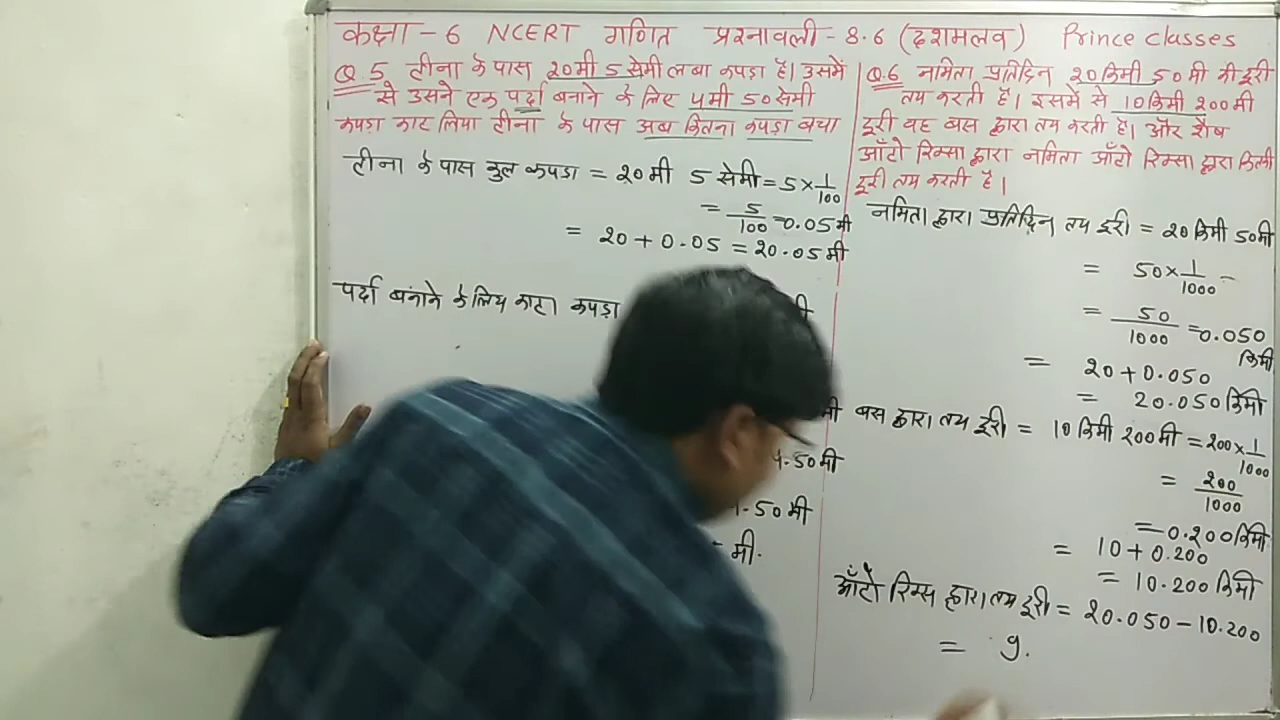 कक्षा - 6 NCERT गणित प्रश्नावली - 8.6 (दशमलव) Prince Classes
Q.5 टीना के पास 20 मी 5 सेमी लबा कपड़ा है। उसमें
से उसने एक पर्दा बनाने के लिए 4 मी 50 सेमी
कपड़ा काट लिया टीना के पास अब कितना कपड़ा बचा
टीना के पास कुल कपड़ा = 20 मी 5 सेमी = 5 × 1/100
= 5/100 = 0.05 मी
= 20 + 0.05 = 20.05 मी
पर्दा बनाने के लिय काटा कपड़ा
मी
4.50 मी
.50 मी
मी.
Q.6 नमिता प्रतिदिन 20 किमी 50 मी की दूरी
तय करती है। इसमें से 10 किमी 200 मी
दूरी वह बस द्वारा तय करती है। और शेष
ऑटो रिक्सा द्वारा नमिता ऑटो रिक्सा द्वारा कितनी
दूरी तय करती है।
नमिता द्वारा प्रतिदिन तय दूरी = 20 किमी 50 मी
= 50 × 1/1000 -
= 50/1000 = 0.050 किमी
= 20 + 0.050
= 20.050 किमी
बस द्वारा तय दूरी = 10 किमी 200 मी = 200 × 1/1000
= 200/1000
= 0.200 किमी
= 10 + 0.200
= 10.200 किमी
ऑटो रिक्स द्वारा तय दूरी = 20.050 - 10.200
= 9.